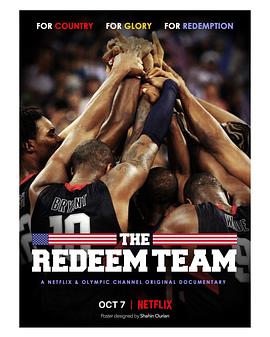 FOR COUNTRY FOR GLORY FOR REDEMPTION
BRYANT
10
WADE
THE
REDEEM TEAM
A NETFLIX & OLYMPIC CHANNEL ORIGINAL DOCUMENTARY
OCT 7 | NETFLIX
Poster designed by Shahin Ourian